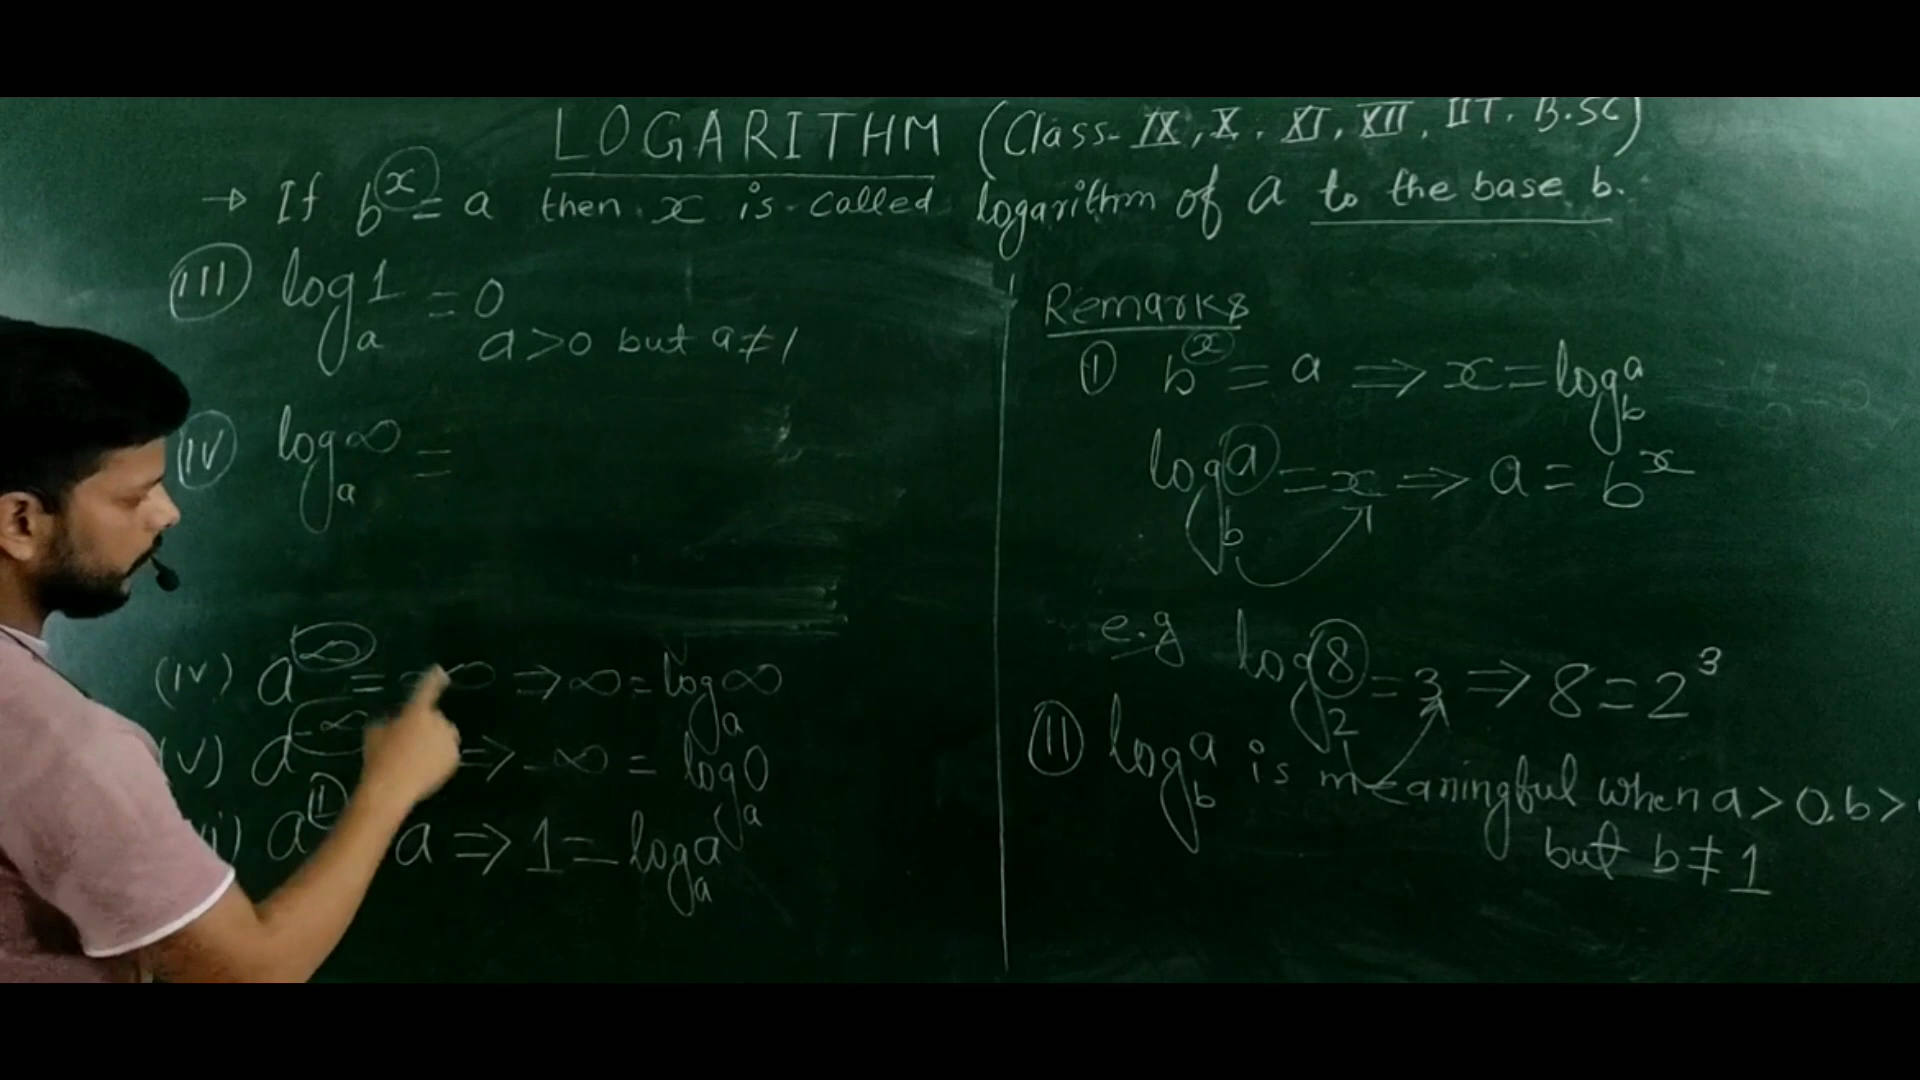 LOGARITHM (Class- IX, X, XI, XII, IIT, B.SC)
→ If b^x = a then x is called logarithm of a to the base b.
(III) log_a 1 = 0
a > 0 but a ≠ 1
(IV) log_a ∞ =
(iv) a^∞ = ∞ ⇒ ∞ = log_a ∞
(v) a^-∞ ⇒ -∞ = log_a 0
a^1 a ⇒ 1 = log_a a
Remarks
(I) b^x = a ⇒ x = log_b a
log_b a = x ⇒ a = b^x
e.g log_2 8 = 3 ⇒ 8 = 2^3
(II) log_b a is meaningful when a > 0, b >
but b ≠ 1